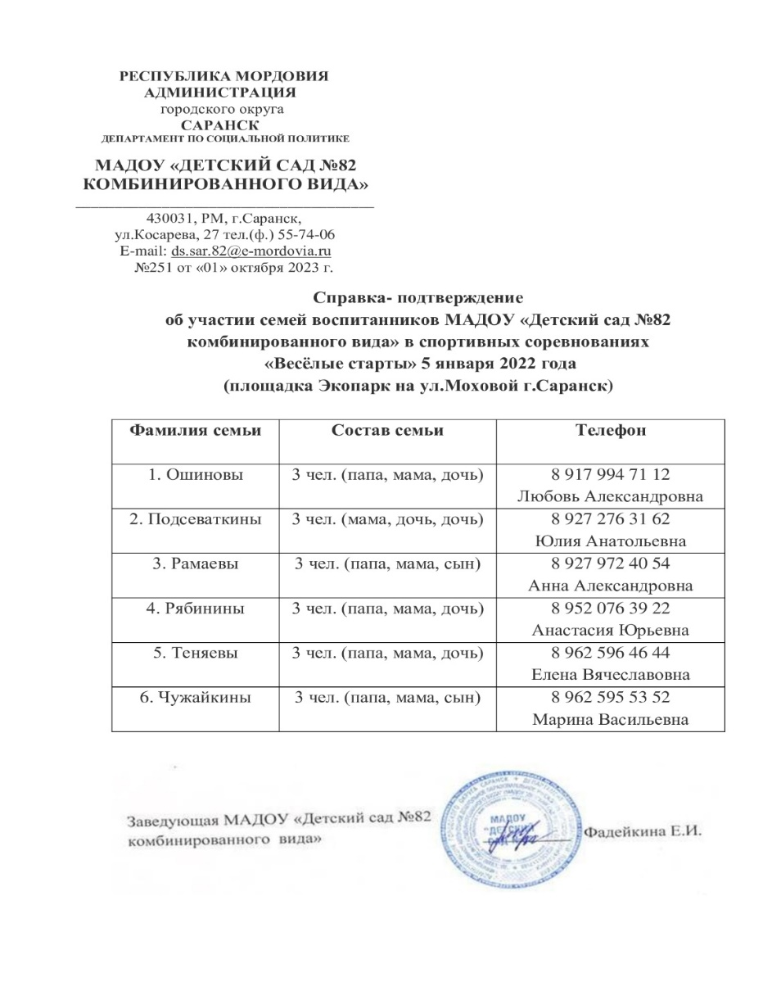 РЕСПУБЛИКА МОРДОВИЯ
АДМИНИСТРАЦИЯ
городского округа
САРАНСК
ДЕПАРТАМЕНТ ПО СОЦИАЛЬНОЙ ПОЛИТИКЕ
МАДОУ «ДЕТСКИЙ САД №82
КОМБИНИРОВАННОГО ВИДА»
430031, РМ, г.Саранск,
ул.Косарева, 27 тел.(ф.) 55-74-06
E-mail: ds.sar.82@e-mordovia.ru
№251 от «01» октября 2023 г.
Справка- подтверждение
об участии семей воспитанников МАДОУ «Детский сад №82
комбинированного вида» в спортивных соревнованиях
«Весёлые старты» 5 января 2022 года
(площадка Экопарк на ул.Моховой г.Саранск)
Фамилия семьи Состав семьи Телефон
1. Ошиновы 3 чел. (папа, мама, дочь) 8 917 994 71 12
Любовь Александровна
2. Подсеваткины 3 чел. (мама, дочь, дочь) 8 927 276 31 62
Юлия Анатольевна
3. Рамаевы 3 чел. (папа, мама, сын) 8 927 972 40 54
Анна Александровна
4. Рябинины 3 чел. (папа, мама, дочь) 8 952 076 39 22
Анастасия Юрьевна
5. Теняевы 3 чел. (папа, мама, дочь) 8 962 596 46 44
Елена Вячеславовна
6. Чужайкины 3 чел. (папа, мама, сын) 8 962 595 53 52
Марина Васильевна
Заведующая МАДОУ «Детский сад №82
комбинированного вида»
МАДОУ
Фадейкина Е.И.